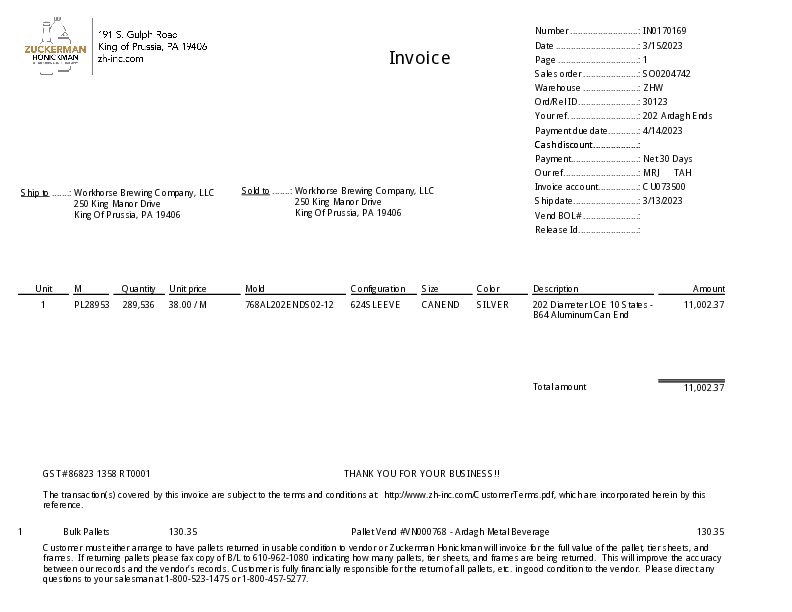 ZUCKERMAN
HONICKMAN
191 S. Gulph Road
King of Prussia, PA 19406
zh-inc.com
Invoice
Number..........................: IN0170169
Date ..............................: 3/15/2023
Page ..............................: 1
Sales order .....................: SO0204742
Warehouse .....................: ZHW
Ord/Rel ID.......................: 30123
Your ref...........................: 202 Ardagh Ends
Payment due date............: 4/14/2023
Cash discount..................:
Payment..........................: Net 30 Days
Our ref............................: MRJ TAH
Invoice account................: CU073500
Ship date.........................: 3/13/2023
Vend BOL#......................:
Release Id.......................:
Ship to .......: Workhorse Brewing Company, LLC
250 King Manor Drive
King Of Prussia, PA 19406
Sold to .......: Workhorse Brewing Company, LLC
250 King Manor Drive
King Of Prussia, PA 19406
Unit M Quantity Unit price Mold Configuration Size Color Description Amount
1 PL28953 289,536 38.00 / M 768AL202ENDS02-12 624SLEEVE CANEND SILVER 202 Diameter LOE 10 States - 11,002.37
B64 Aluminum Can End
Total amount 11,002.37
GST #86823 1358 RT0001 THANK YOU FOR YOUR BUSINESS!!
The transaction(s) covered by this invoice are subject to the terms and conditions at: http://www.zh-inc.com/CustomerTerms.pdf, which are incorporated herein by this
reference.
1 Bulk Pallets 130.35 Pallet Vend #VN000768 - Ardagh Metal Beverage 130.35
Customer must either arrange to have pallets returned in usable condition to vendor or Zuckerman Honickman will invoice for the full value of the pallet, tier sheets, and
frames. If returning pallets please fax copy of B/L to 610-962-1080 indicating how many pallets, tier sheets, and frames are being returned. This will improve the accuracy
between our records and the vendor's records. Customer is fully financially responsible for the return of all pallets, etc. in good condition to the vendor. Please direct any
questions to your salesman at 1-800-523-1475 or 1-800-457-5277.